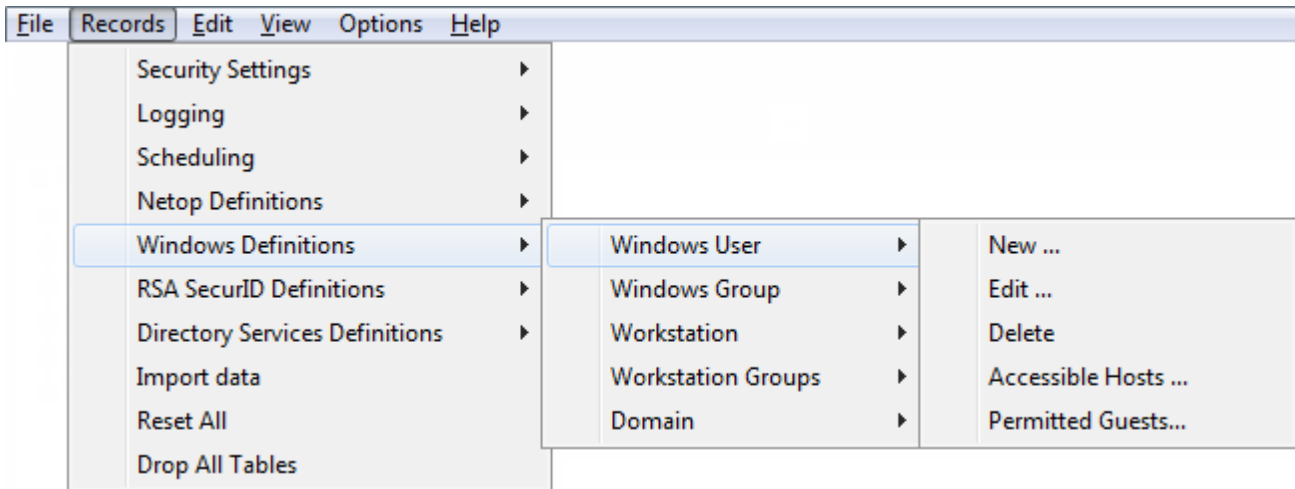 File Records Edit View Options Help
Security Settings
Logging
Scheduling
Netop Definitions
Windows Definitions
RSA SecurID Definitions
Directory Services Definitions
Import data
Reset All
Drop All Tables
Windows User
Windows Group
Workstation
Workstation Groups
Domain
New ...
Edit ...
Delete
Accessible Hosts ...
Permitted Guests...